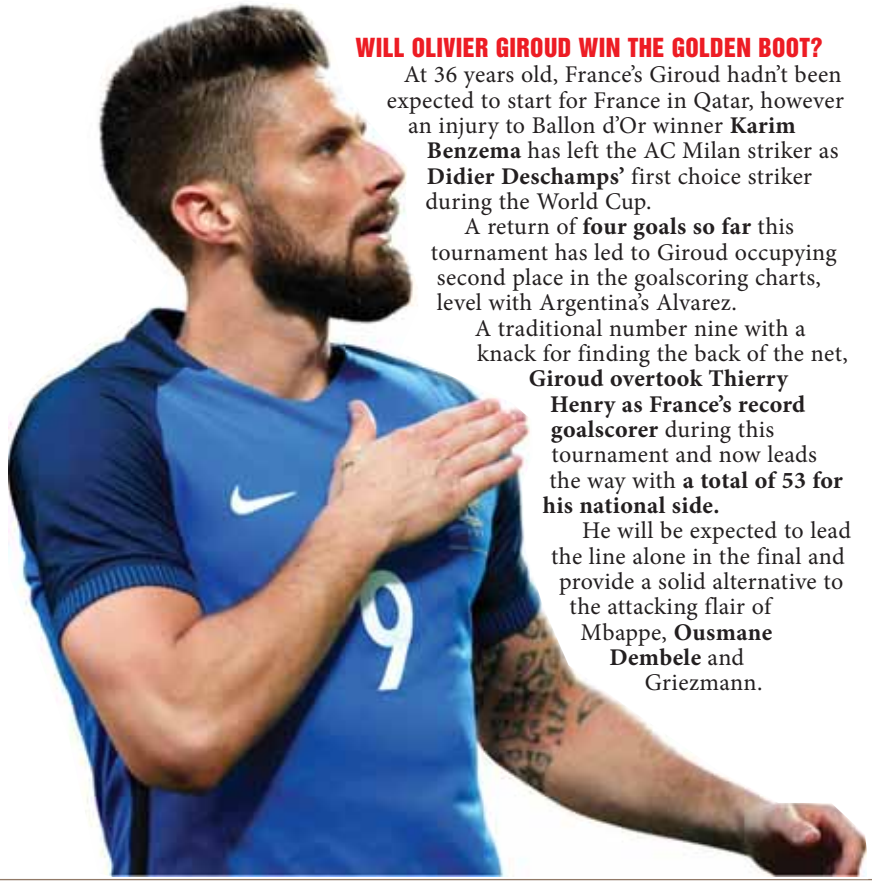 WILL OLIVIER GIROUD WIN THE GOLDEN BOOT?
At 36 years old, France's Giroud hadn't been
expected to start for France in Qatar, however
an injury to Ballon d'Or winner Karim
Benzema has left the AC Milan striker as
Didier Deschamps' first choice striker
during the World Cup.
A return of four goals so far this
tournament has led to Giroud occupying
second place in the goalscoring charts,
level with Argentina's Alvarez.
A traditional number nine with a
knack for finding the back of the net,
Giroud overtook Thierry
Henry as France's record
goalscorer during this
tournament and now leads
the way with a total of 53 for
his national side.
He will be expected to lead
the line alone in the final and
provide a solid alternative to
the attacking flair of
Mbappe, Ousmane
Dembele and
Griezmann.
9